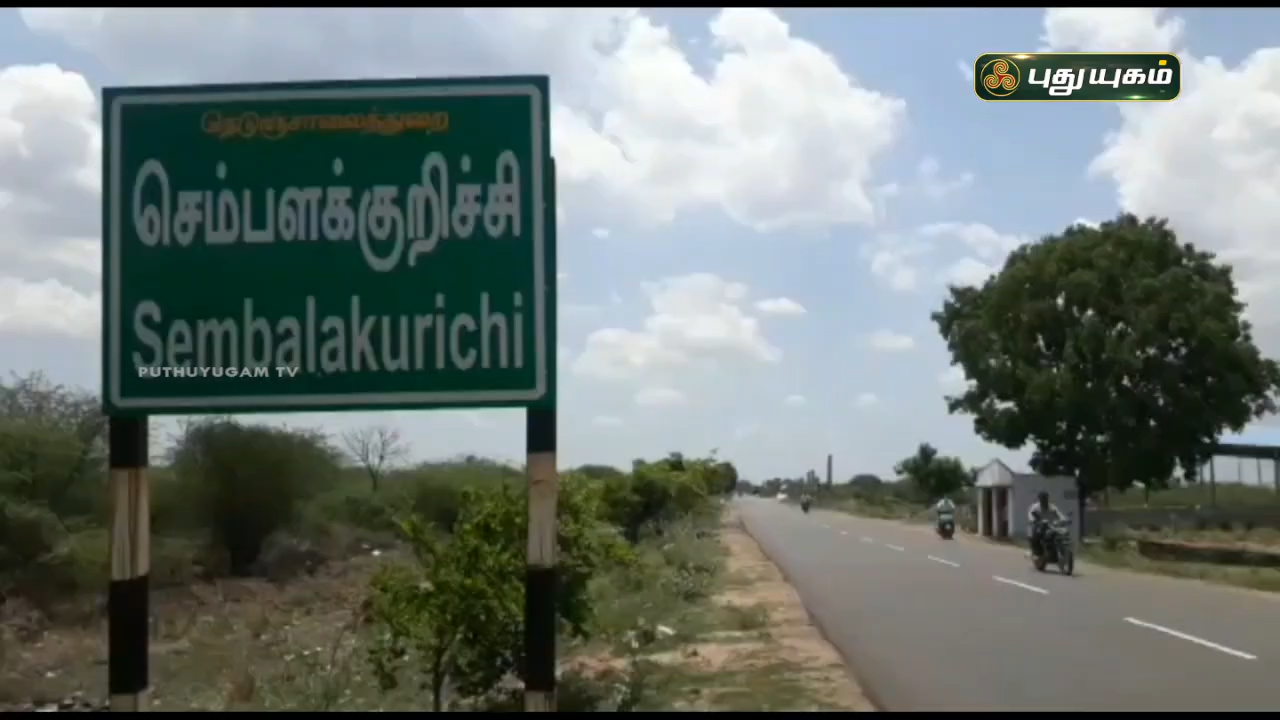 நெடுஞ்சாலைத்துறை
செம்பளக்குறிச்சி
Sembalakurichi
PUTHUYUGAM TV
புதுயுகம்